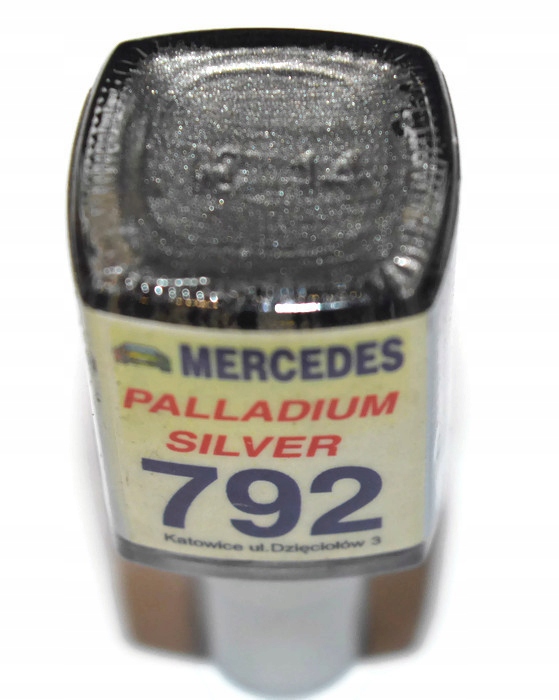 MERCEDES
PALLADIUM
SILVER
792
Katowice ul.Dzięciołów 3